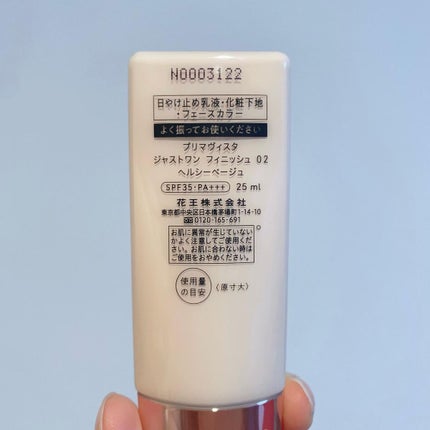 N0003122
日やけ止め乳液・化粧下地
・フェースカラー
よく振ってお使いください
プリマヴィスタ
ジャストワン フィニッシュ 02
ヘルシーベージュ
SPF35・PA+++ 25 ml
花王株式会社
東京都中央区日本橋茅場町1-14-10
0120-165-691
お肌に異常が生じていない
かよく注意してご使用くだ
さい。お肌に合わない時は
ご使用をおやめください。
使用量
の目安
〈原寸大〉